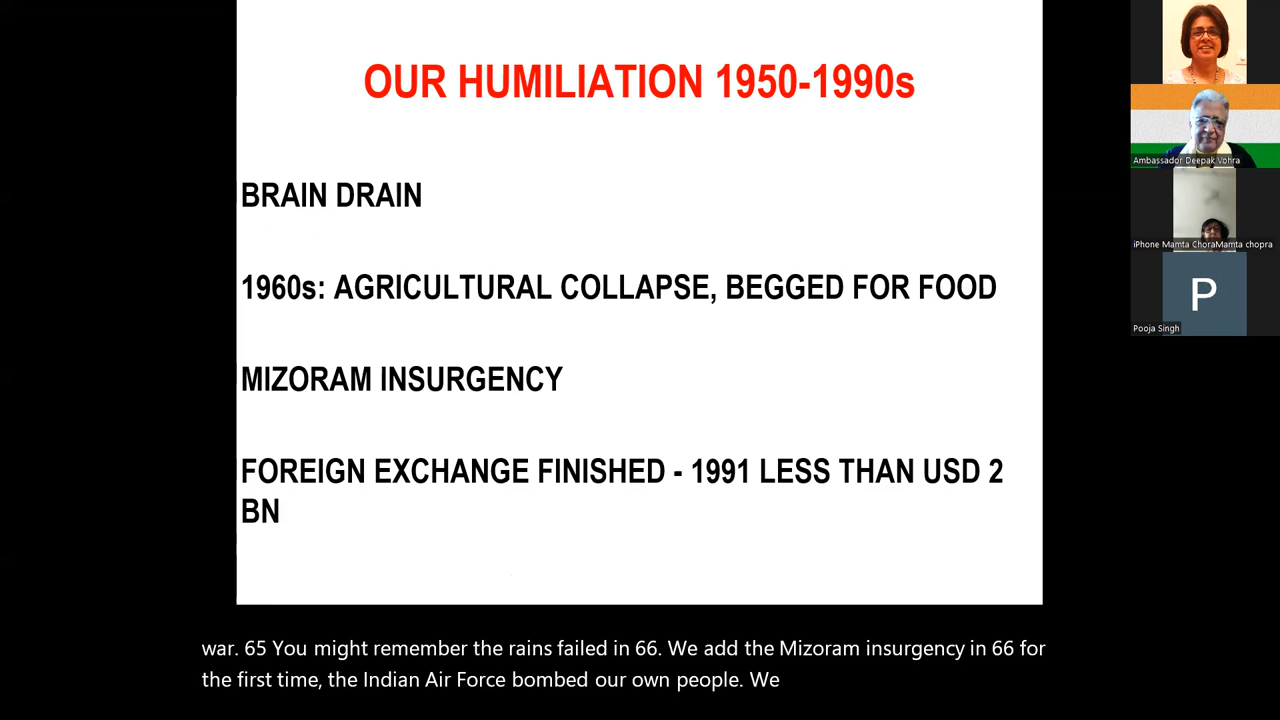 OUR HUMILIATION 1950-1990s
BRAIN DRAIN
1960s: AGRICULTURAL COLLAPSE, BEGGED FOR FOOD
MIZORAM INSURGENCY
FOREIGN EXCHANGE FINISHED - 1991 LESS THAN USD 2
BN
war. 65 You might remember the rains failed in 66. We add the Mizoram insurgency in 66 for
the first time, the Indian Air Force bombed our own people. We
Ambassador Deepak Vohra
iPhone Mamta ChoraMamta chopra
P
Pooja Singh